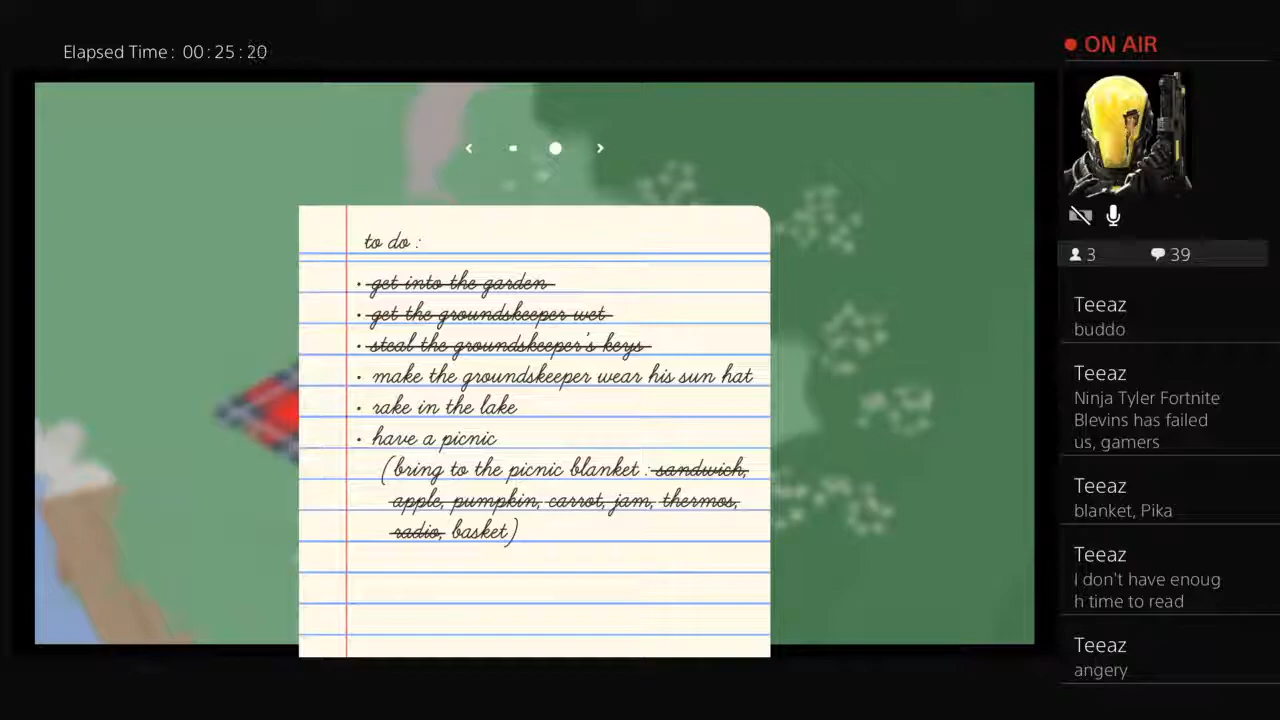 Elapsed Time: 00:25:20
ON AIR
to do :
• get into the garden
• get the groundskeeper wet
• steal the groundskeeper's keys
• make the groundskeeper wear his sun hat
• rake in the lake
• have a picnic
(bring to the picnic blanket : sandwich,
apple, pumpkin, carrot, jam, thermos,
radio, basket)
3 39
Teeaz
buddo
Teeaz
Ninja Tyler Fortnite
Blevins has failed
us, gamers
Teeaz
blanket, Pika
Teeaz
I don't have enoug
h time to read
Teeaz
angery